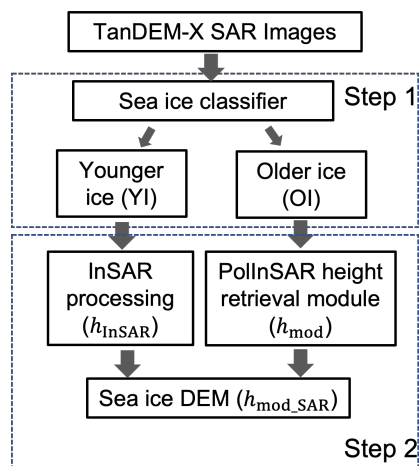 TanDEM-X SAR Images
Sea ice classifier
Step 1
Younger
ice (YI)
Older ice
(OI)
InSAR
processing
(h_InSAR)
PolInSAR height
retrieval module
(h_mod)
Sea ice DEM (h_mod_SAR)
Step 2